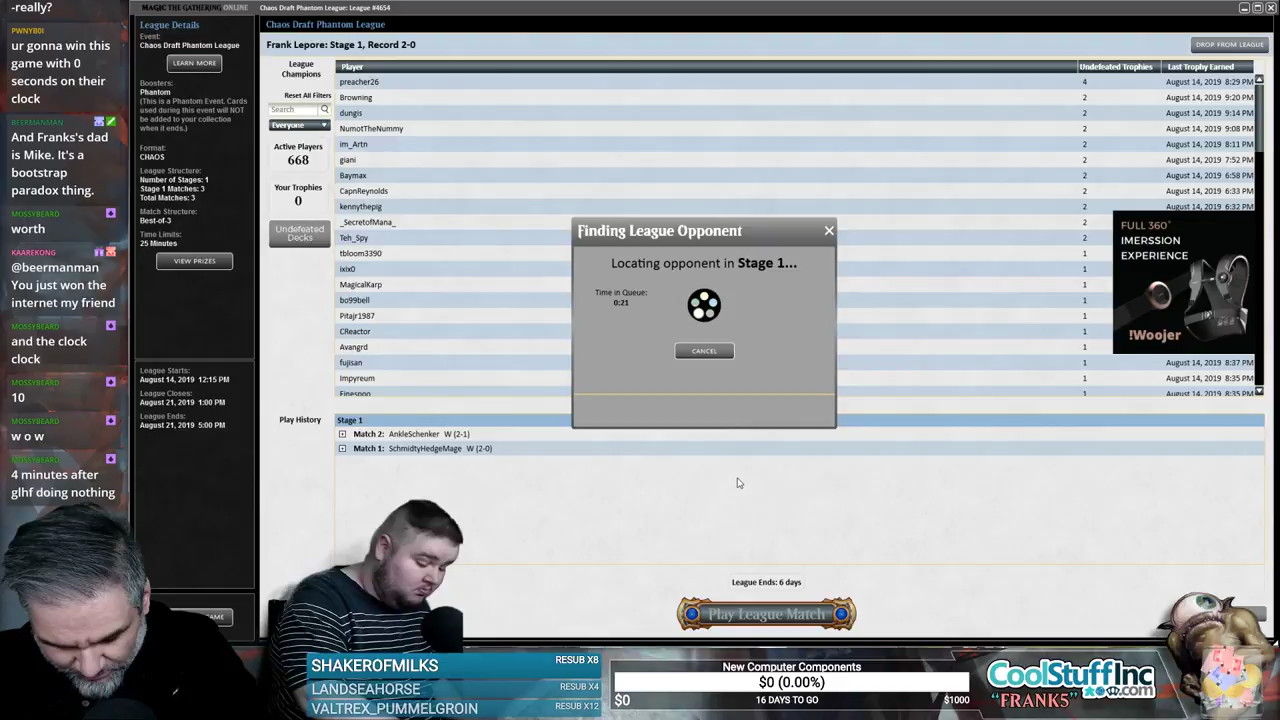 -really?
PWNYB0I
ur gonna win this
game with 0
seconds on their
clock
BEERMANMAN
And Franks's dad
is Mike. It's a
bootstrap
paradox thing.
MOSSYBEARD
worth
KAAREKONG
@beermanman
You just won the
internet my friend
MOSSYBEARD
and the clock
clock
MOSSYBEARD
10
MOSSYBEARD
w o w
MOSSYBEARD
4 minutes after
glhf doing nothing
MAGIC THE GATHERING ONLINE
Chaos Draft Phantom League: League #4654
League Details
Event:
Chaos Draft Phantom League
LEARN MORE
Boosters:
Phantom
(This is a Phantom Event. Cards
used during this event will NOT
be added to your collection
when it ends.)
Format:
CHAOS
League Structure:
Number of Stages: 1
Stage 1 Matches: 3
Total Matches: 3
Match Structure:
Best-of-3
Time Limits:
25 Minutes
VIEW PRIZES
League Starts:
August 14, 2019 12:15 PM
League Closes:
August 21, 2019 1:00 PM
League Ends:
August 21, 2019 5:00 PM
Chaos Draft Phantom League
Frank Lepore: Stage 1, Record 2-0
DROP FROM LEAGUE
League
Champions
Reset All Filters
Search
Everyone
Active Players
668
Your Trophies
0
Undefeated
Decks
Player Undefeated Trophies Last Trophy Earned
preacher26 4 August 14, 2019 8:29 PM
Browning 2 August 14, 2019 9:20 PM
dungis 2 August 14, 2019 9:14 PM
NumotTheNummy 2 August 14, 2019 9:08 PM
im_Artn 2 August 14, 2019 8:11 PM
giani 2 August 14, 2019 7:52 PM
Baymax 2 August 14, 2019 6:58 PM
CapnReynolds 2 August 14, 2019 6:33 PM
kennythepig 2 August 14, 2019 6:32 PM
_SecretofMana_ 2
Teh_Spy 2
tbloom3390 1
ixix0 1
MagicalKarp 1
bo99bell 1
Pitajr1987 1
CReactor 1
Avangrd 1
fujisan 1 August 14, 2019 8:37 PM
Impyreum 1 August 14, 2019 8:35 PM
1 August 14, 2019 8:35 PM
Finding League Opponent
Locating opponent in Stage 1...
Time in Queue:
0:21
CANCEL
FULL 360°
IMERSSION
EXPERIENCE
!Woojer
Play History
Stage 1
Match 2: AnkleSchenker W (2-1)
Match 1: SchmidtyHedgeMage W (2-0)
League Ends: 6 days
Play League Match
SHAKEROFMILKS RESUB X8
LANDSEAHORSE RESUB X4
VALTREX_PUMMELGROIN RESUB X12
New Computer Components
$0 (0.00%)
$0 16 DAYS TO GO $1000
CoolStuffInc
.com
"FRANKS"